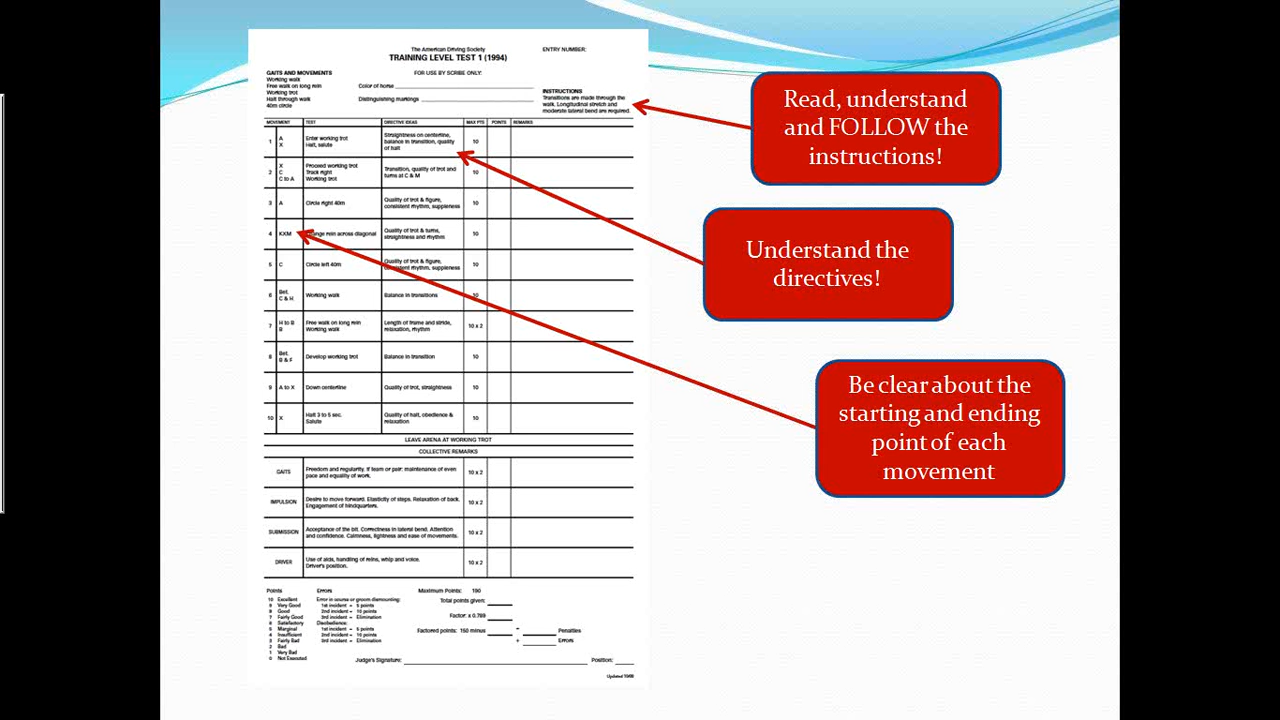 The American Driving Society
TRAINING LEVEL TEST 1 (1994)
ENTRY NUMBER:
GAITS AND MOVEMENTS
Working walk
Free walk on long rein
Working trot
Halt through walk
40m circle
FOR USE BY SCRIBE ONLY:
Color of horse
Distinguishing markings
INSTRUCTIONS
Transitions are made through the
walk. Longitudinal stretch and
moderate lateral bend are required.
MOVEMENT TEST DIRECTIVE IDEAS MAX PTS POINTS REMARKS
1 A Enter working trot Straightness on centerline, 10
X Halt, salute balance in transition, quality
of halt
2 X Proceed working trot Transition, quality of trot and 10
C Track right turns at C & M
C to A Working trot
3 A Circle right 40m Quality of trot & figure, 10
consistent rhythm, suppleness
4 KXM Change rein across diagonal Quality of trot & turns, 10
straightness and rhythm
5 C Circle left 40m Quality of trot & figure, 10
consistent rhythm, suppleness
6 Bet. Working walk Balance in transitions 10
C & H
7 H to B Free walk on long rein Length of frame and stride, 10 x 2
B Working walk relaxation, rhythm
8 Bet. Develop working trot Balance in transition 10
B & F
9 A to X Down centerline Quality of trot, straightness 10
10 X Halt 3 to 5 sec. Quality of halt, obedience & 10
Salute relaxation
LEAVE ARENA AT WORKING TROT
COLLECTIVE REMARKS
GAITS Freedom and regularity. If team or pair: maintenance of even 10 x 2
pace and equality of work.
IMPULSION Desire to move forward. Elasticity of steps. Relaxation of back. 10 x 2
Engagement of hindquarters.
SUBMISSION Acceptance of the bit. Correctness in lateral bend. Attention 10 x 2
and confidence. Calmness, lightness and ease of movements.
DRIVER Use of aids, handling of reins, whip and voice. 10 x 2
Driver's position.
Points
10 Excellent
9 Very Good
8 Good
7 Fairly Good
6 Satisfactory
5 Marginal
4 Insufficient
3 Fairly Bad
2 Bad
1 Very Bad
0 Not Executed
Errors
Error in course or groom dismounting:
1st incident = 5 points
2nd incident = 10 points
3rd incident = Elimination
Disobedience:
1st incident = 5 points
2nd incident = 10 points
3rd incident = Elimination
Maximum Points: 190
Total points given:
Factor: x 0.789
Factored points: 150 minus - Penalties
+ Errors
Judge's Signature: Position:
Updated
Read, understand
and FOLLOW the
instructions!
Understand the
directives!
Be clear about the
starting and ending
point of each
movement